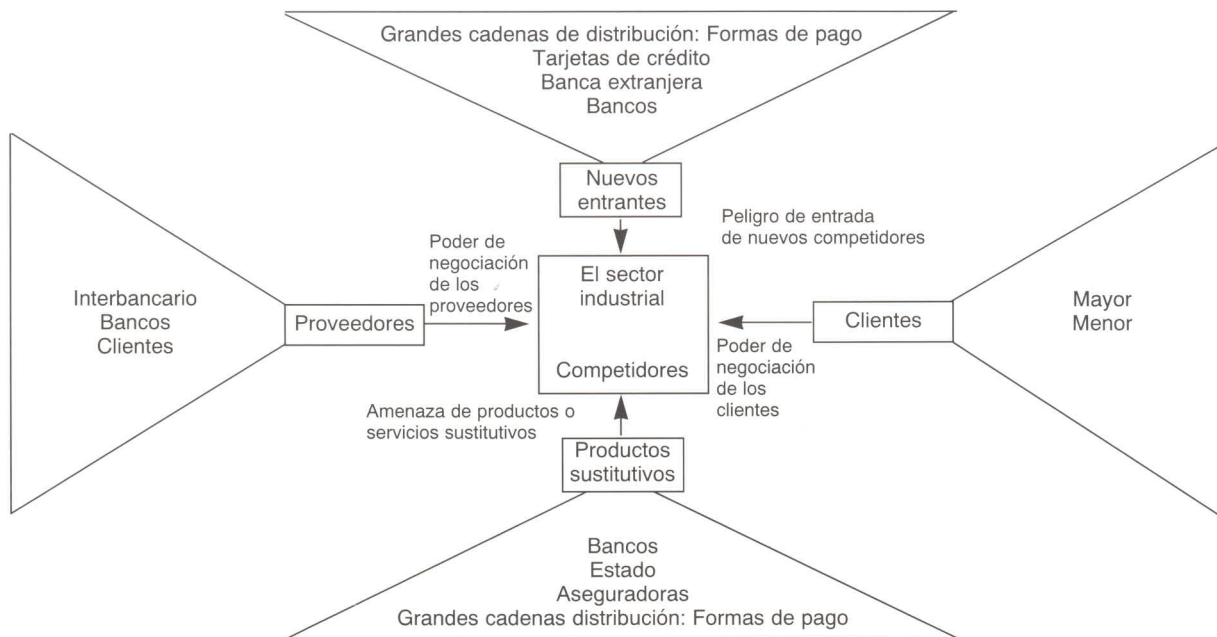 Grandes cadenas de distribución: Formas de pago
Tarjetas de crédito
Banca extranjera
Bancos
Nuevos
entrantes
Peligro de entrada
de nuevos competidores
Poder de
negociación
de los
proveedores
El sector
industrial
Competidores
Interbancario
Bancos
Clientes
Proveedores
Clientes
Mayor
Menor
Poder de
negociación
de los
clientes
Amenaza de productos o
servicios sustitutivos
Productos
sustitutivos
Bancos
Estado
Aseguradoras
Grandes cadenas distribución: Formas de pago